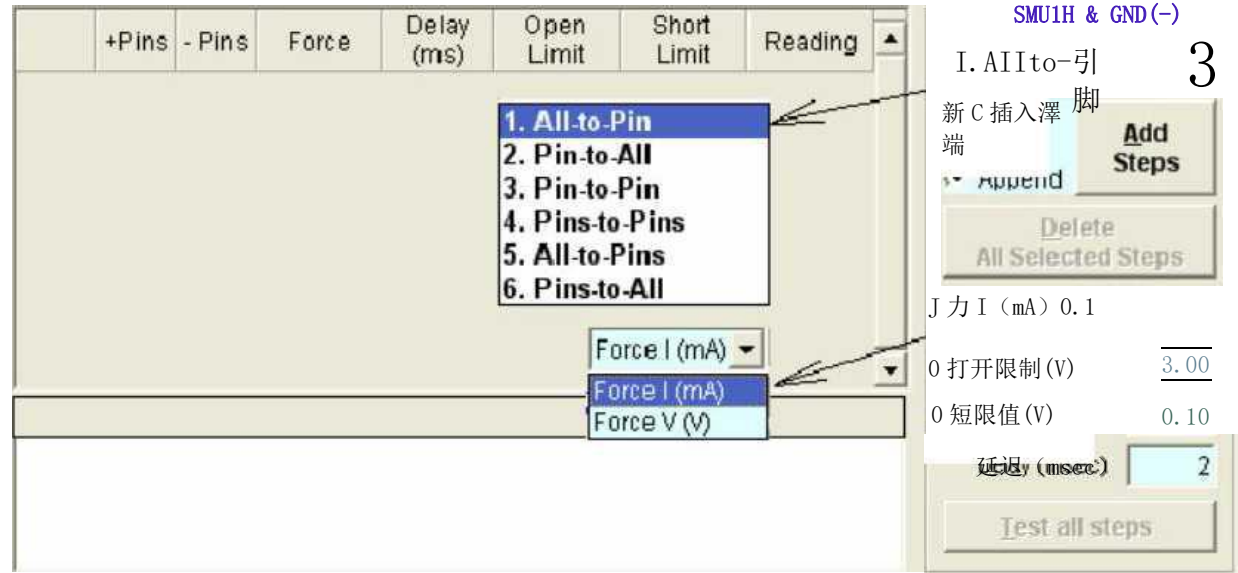 +Pins
- Pins
Force
Delay
(ms)
Open
Limit
Short
Limit
Reading
SMU1H & GND(-)
I.AIIto-引
脚
3
新C插入澤
端
Append
Add
Steps
1. All-to-Pin
2. Pin-to-All
3. Pin-to-Pin
4. Pins-to-Pins
5. All-to-Pins
6. Pins-to-All
Delete
All Selected Steps
J力I（mA）0.1
Force I (mA)
Force I (mA)
Force V (V)
0打开限制(V)
3.00
0短限值(V)
0.10
延迟 (msec)
2
Test all steps